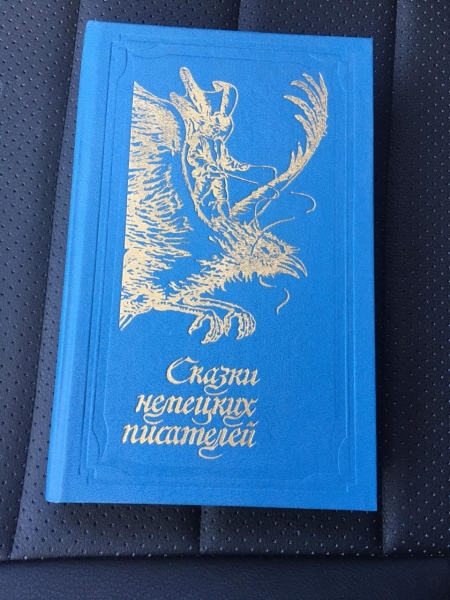 Сказки
немецких
писателей